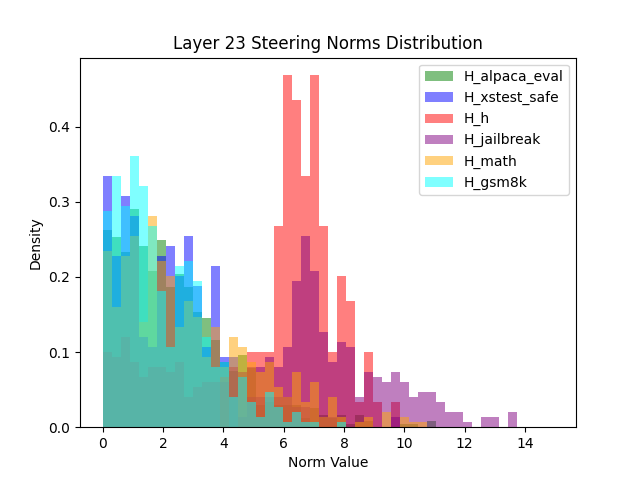 Layer 23 Steering Norms Distribution
H_alpaca_eval
H_xstest_safe
H_h
H_jailbreak
H_math
H_gsm8k
Density
0.4
0.3
0.2
0.1
0.0
0 2 4 6 8 10 12 14
Norm Value